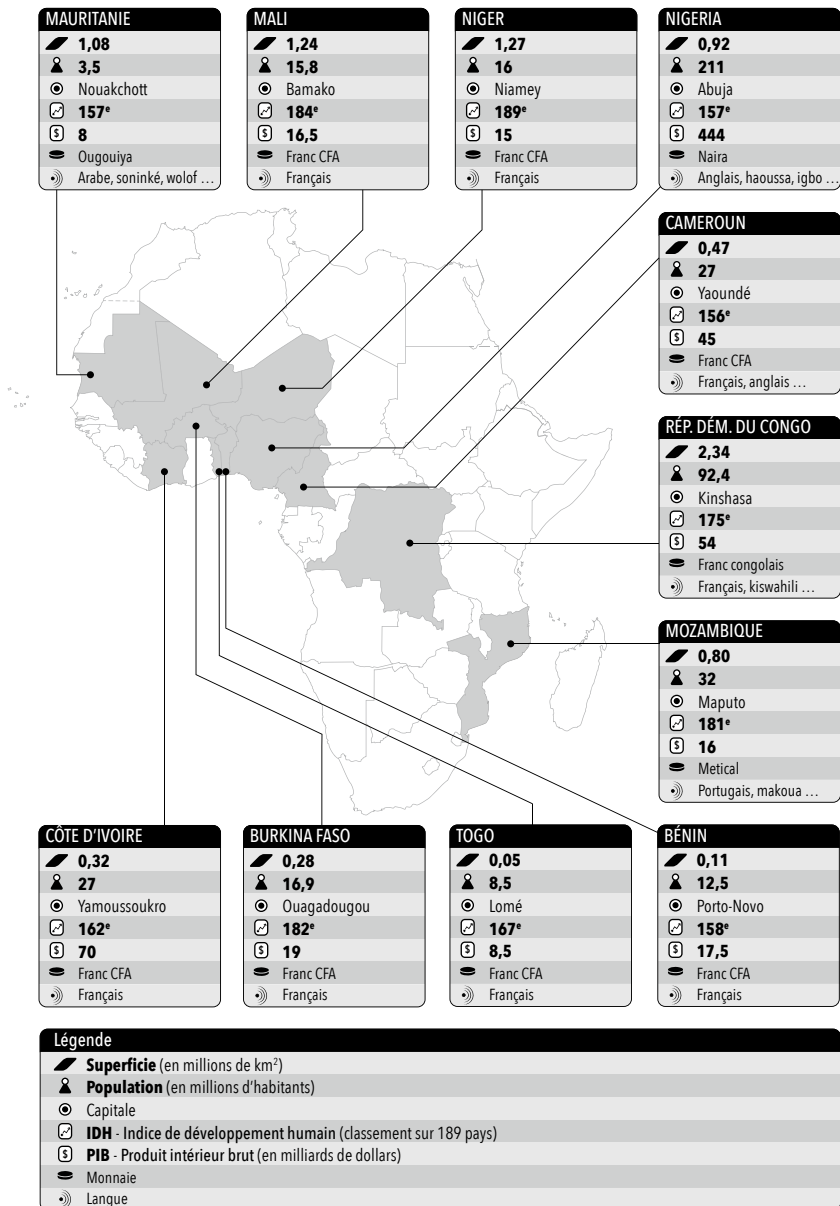 MAURITANIE
1,08
3,5
Nouakchott
157e
$ 8
Ougouiya
Arabe, soninké, wolof …
MALI
1,24
15,8
Bamako
184e
$ 16,5
Franc CFA
Français
NIGER
1,27
16
Niamey
189e
$ 15
Franc CFA
Français
NIGERIA
0,92
211
Abuja
157e
$ 444
Naira
Anglais, haoussa, igbo …
CAMEROUN
0,47
27
Yaoundé
156e
$ 45
Franc CFA
Français, anglais …
RÉP. DÉM. DU CONGO
2,34
92,4
Kinshasa
175e
$ 54
Franc congolais
Français, kiswahili …
MOZAMBIQUE
0,80
32
Maputo
181e
$ 16
Metical
Portugais, makoua …
CÔTE D'IVOIRE
0,32
27
Yamoussoukro
162e
$ 70
Franc CFA
Français
BURKINA FASO
0,28
16,9
Ouagadougou
182e
$ 19
Franc CFA
Français
TOGO
0,05
8,5
Lomé
167e
$ 8,5
Franc CFA
Français
BÉNIN
0,11
12,5
Porto-Novo
158e
$ 17,5
Franc CFA
Français
Légende
Superficie (en millions de km²)
Population (en millions d'habitants)
Capitale
IDH - Indice de développement humain (classement sur 189 pays)
$ PIB - Produit intérieur brut (en milliards de dollars)
Monnaie
Langue